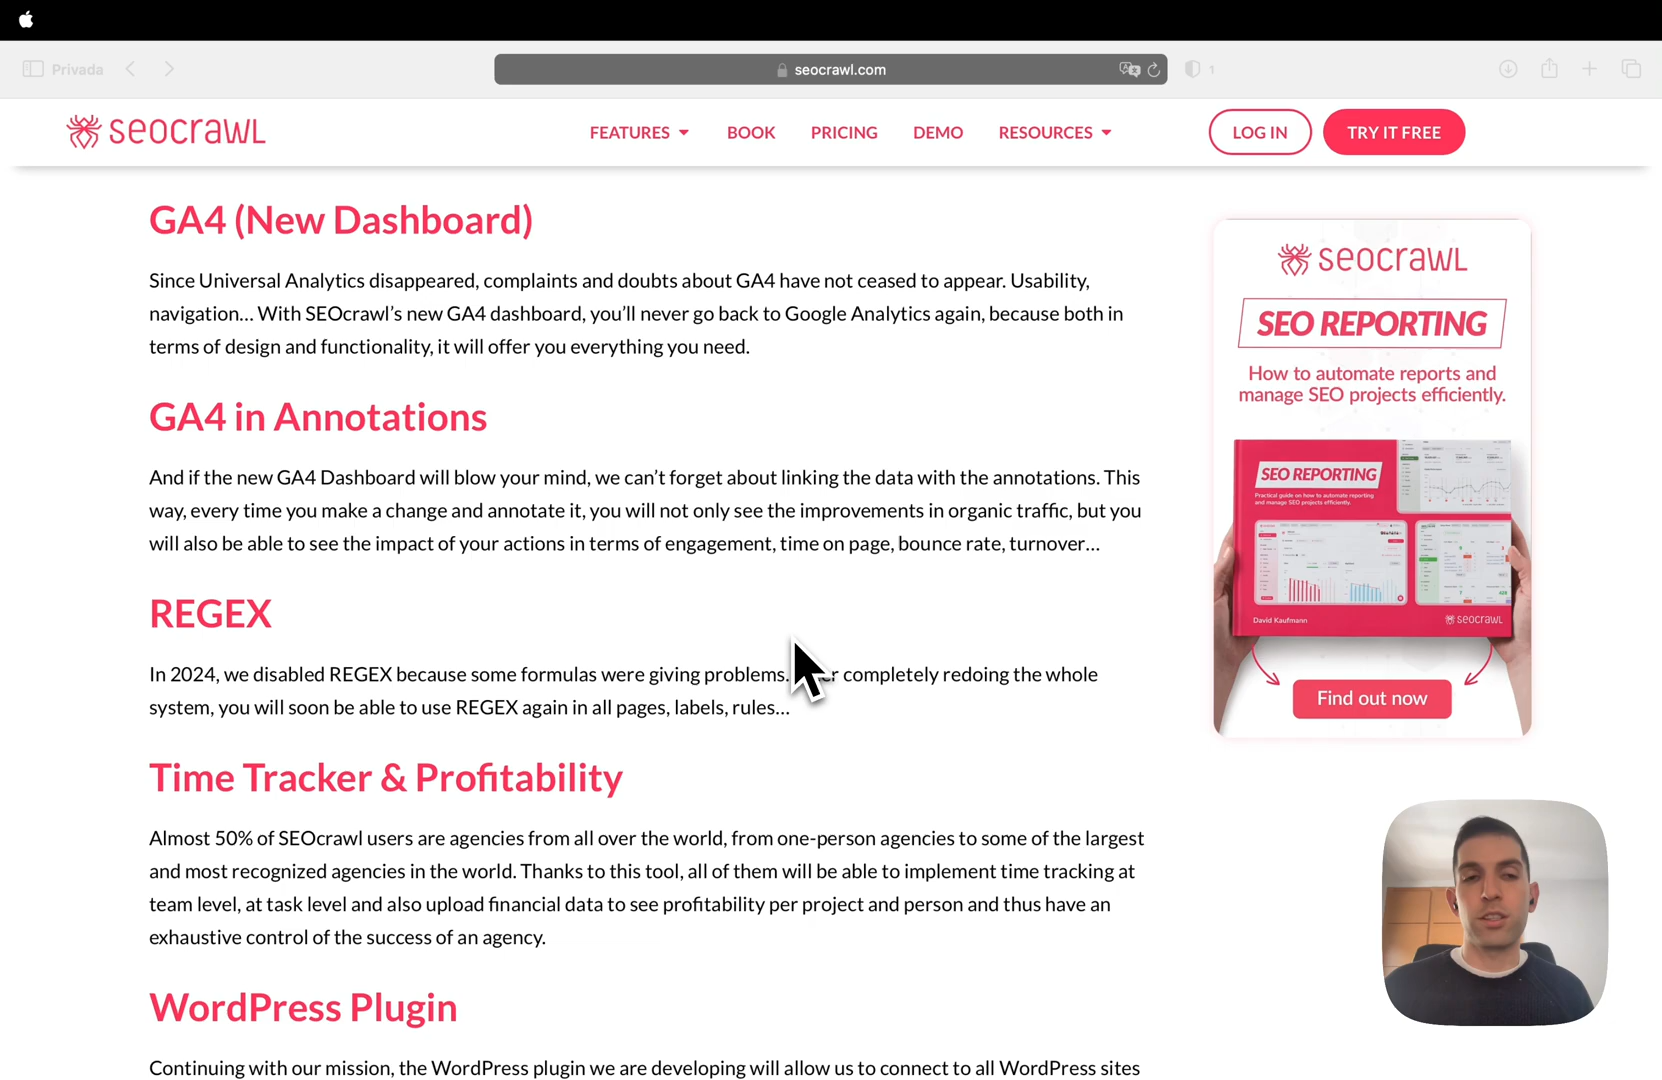 Privada
seocrawl.com
1
seocrawl
FEATURES
BOOK
PRICING
DEMO
RESOURCES
LOG IN
TRY IT FREE
GA4 (New Dashboard)
Since Universal Analytics disappeared, complaints and doubts about GA4 have not ceased to appear. Usability,
navigation... With SEOcrawl’s new GA4 dashboard, you’ll never go back to Google Analytics again, because both in
terms of design and functionality, it will offer you everything you need.
GA4 in Annotations
And if the new GA4 Dashboard will blow your mind, we can’t forget about linking the data with the annotations. This
way, every time you make a change and annotate it, you will not only see the improvements in organic traffic, but you
will also be able to see the impact of your actions in terms of engagement, time on page, bounce rate, turnover...
REGEX
In 2024, we disabled REGEX because some formulas were giving problems. completely redoing the whole
system, you will soon be able to use REGEX again in all pages, labels, rules...
Time Tracker & Profitability
Almost 50% of SEOcrawl users are agencies from all over the world, from one-person agencies to some of the largest
and most recognized agencies in the world. Thanks to this tool, all of them will be able to implement time tracking at
team level, at task level and also upload financial data to see profitability per project and person and thus have an
exhaustive control of the success of an agency.
WordPress Plugin
Continuing with our mission, the WordPress plugin we are developing will allow us to connect to all WordPress sites
seocrawl
SEO REPORTING
How to automate reports and
manage SEO projects efficiently.
SEO REPORTING
Practical guide on how to automate reporting
and manage SEO projects efficiently.
David Kaufmann
seocrawl
Find out now